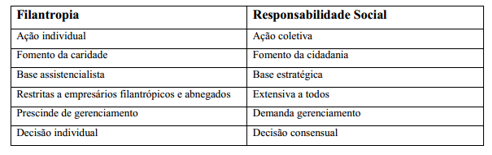 Filantropia Responsabilidade Social
Ação individual Ação coletiva
Fomento da caridade Fomento da cidadania
Base assistencialista Base estratégica
Restritas a empresários filantrópicos e abnegados Extensiva a todos
Prescinde de gerenciamento Demanda gerenciamento
Decisão individual Decisão consensual